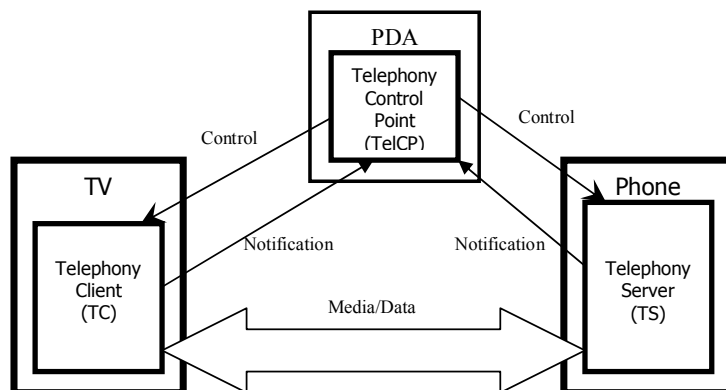 PDA
Telephony
Control
Point
(TelCP)
Control
Control
TV
Phone
Notification
Notification
Telephony
Client
(TC)
Telephony
Server
(TS)
Media/Data